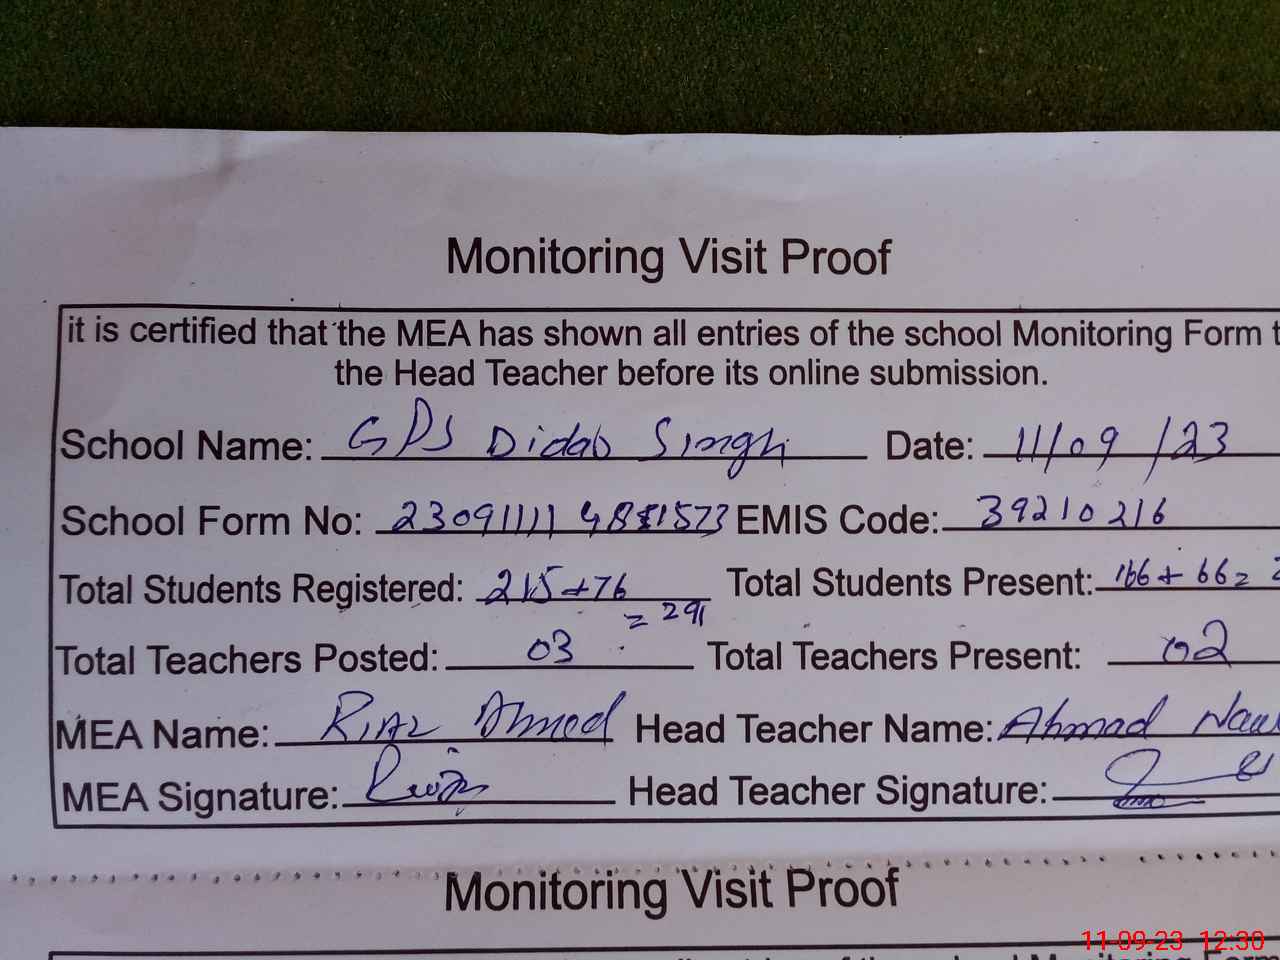 Monitoring Visit Proof
it is certified that the MEA has shown all entries of the school Monitoring Form t
the Head Teacher before its online submission.
School Name: GPS Didab Singh Date: 11/09/23
School Form No: 23091111 4851573 EMIS Code: 39210216
Total Students Registered: 215+76 = 291 Total Students Present: 166+66=2
Total Teachers Posted: 03 Total Teachers Present: 02
MEA Name: Riaz Ahmed Head Teacher Name: Ahmad Naw
MEA Signature: Head Teacher Signature:
Monitoring Visit Proof
11-09-23 12:30